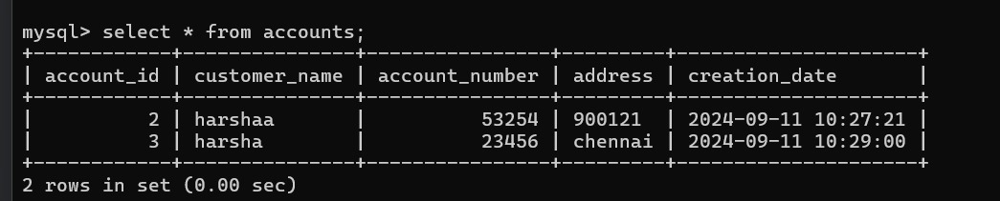 mysql> select * from accounts;
+------------+---------------+----------------+---------+---------------------+
| account_id | customer_name | account_number | address | creation_date       |
+------------+---------------+----------------+---------+---------------------+
|          2 | harshaa       |          53254 | 900121  | 2024-09-11 10:27:21 |
|          3 | harsha        |          23456 | chennai | 2024-09-11 10:29:00 |
+------------+---------------+----------------+---------+---------------------+
2 rows in set (0.00 sec)